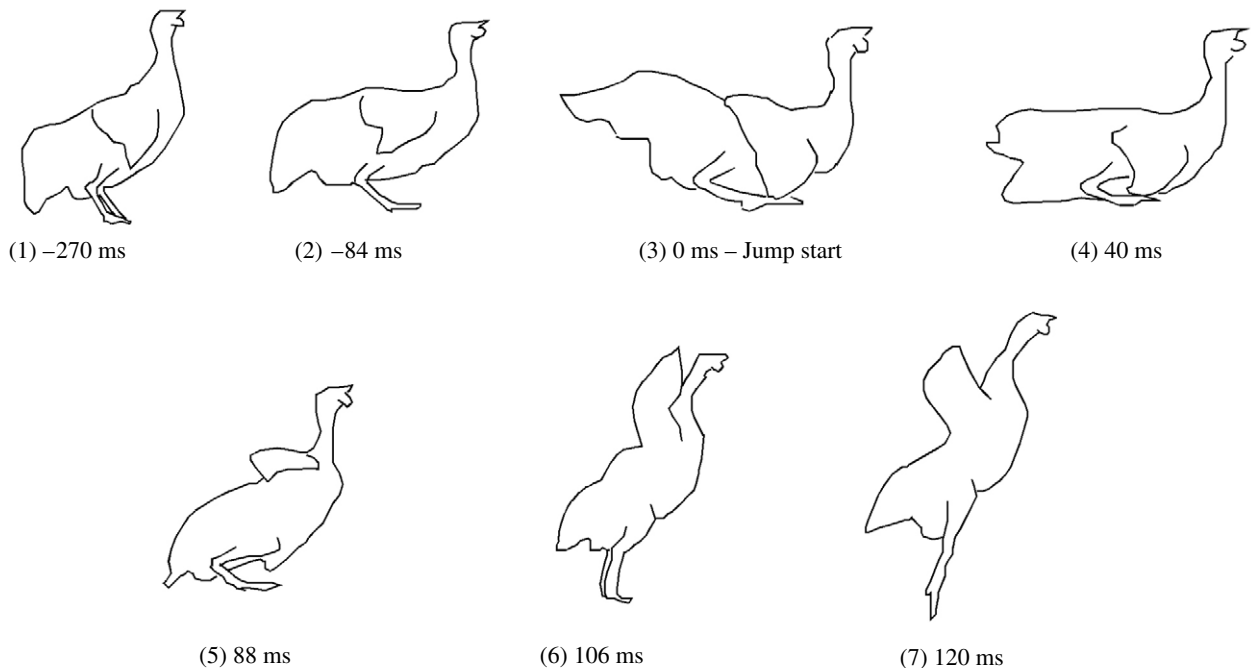 (1) –270 ms
(2) –84 ms
(3) 0 ms – Jump start
(4) 40 ms
(5) 88 ms
(6) 106 ms
(7) 120 ms